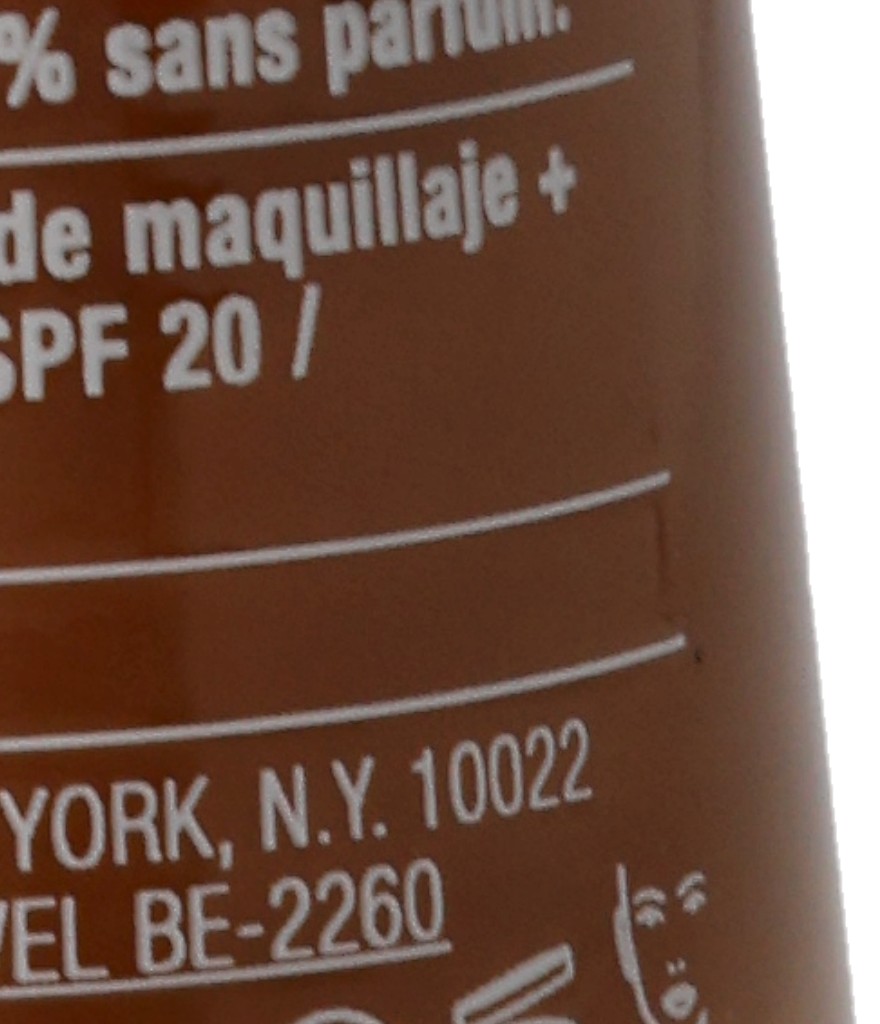 % sans parfum.
de maquillaje +
SPF 20 /
YORK, N.Y. 10022
VEL BE-2260